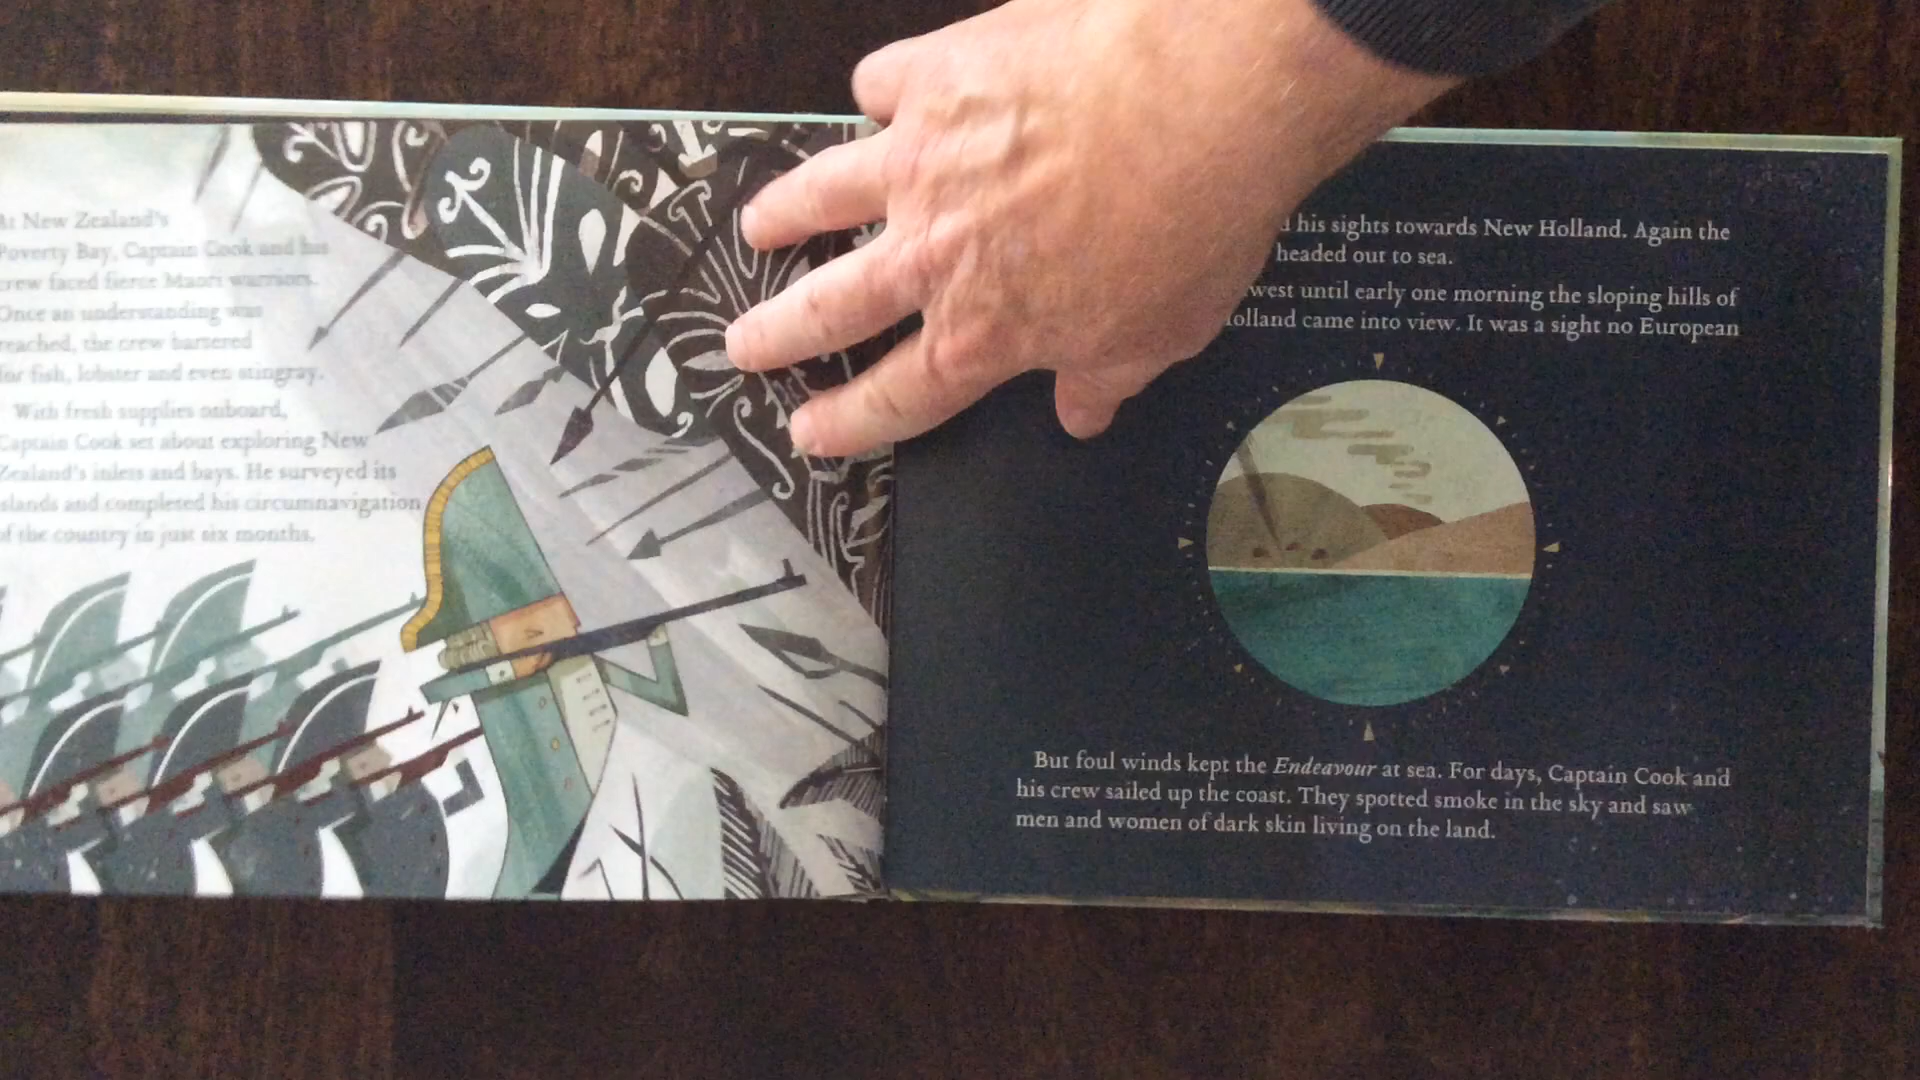 At New Zealand's
Poverty Bay, Captain Cook and his
crew faced fierce Maori warriors.
Once an understanding was
reached, the crew bartered
for fish, lobster and even stingray.
With fresh supplies onboard,
Captain Cook set about exploring New
Zealand's inlets and bays. He surveyed its
slands and completed his circumnavigation
of the country in just six months.
his sights towards New Holland. Again the
headed out to sea.
west until early one morning the sloping hills of
olland came into view. It was a sight no European
But foul winds kept the Endeavour at sea. For days, Captain Cook and
his crew sailed up the coast. They spotted smoke in the sky and saw
men and women of dark skin living on the land.